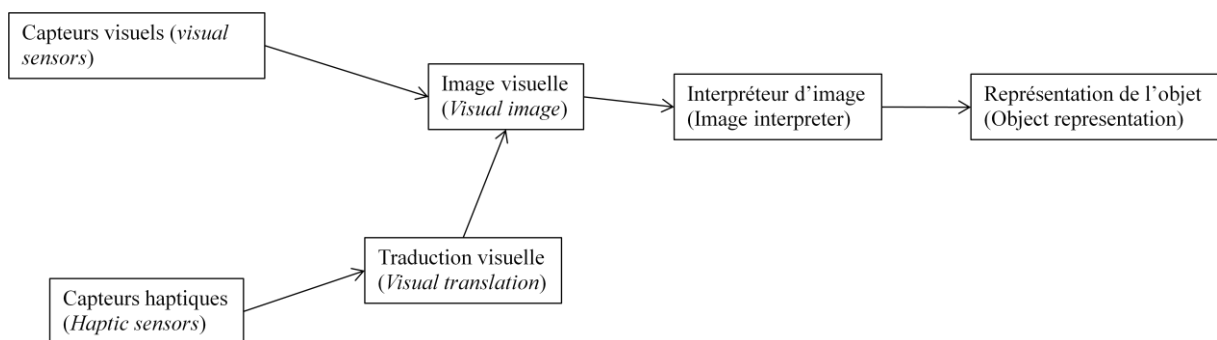 Capteurs visuels (visual
sensors)
Image visuelle
(Visual image)
Interpréteur d’image
(Image interpreter)
Représentation de l’objet
(Object representation)
Traduction visuelle
(Visual translation)
Capteurs haptiques
(Haptic sensors)